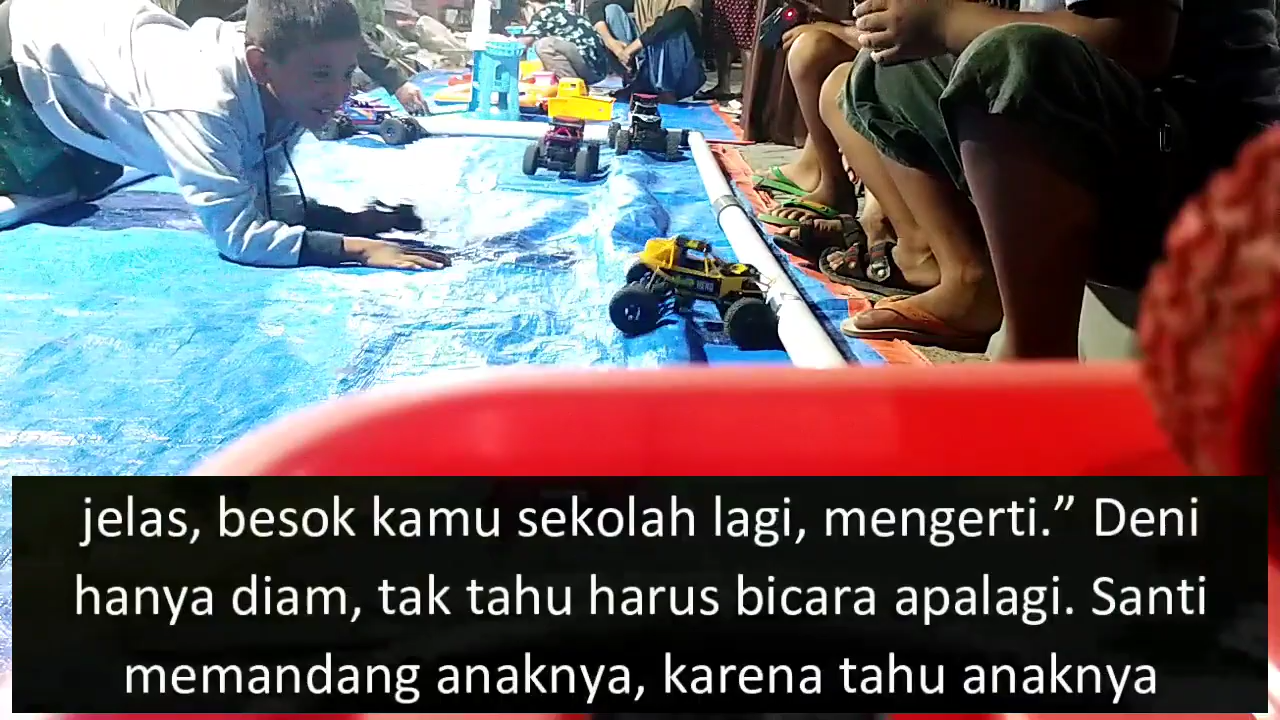 jelas, besok kamu sekolah lagi, mengerti.” Deni
hanya diam, tak tahu harus bicara apalagi. Santi
memandang anaknya, karena tahu anaknya